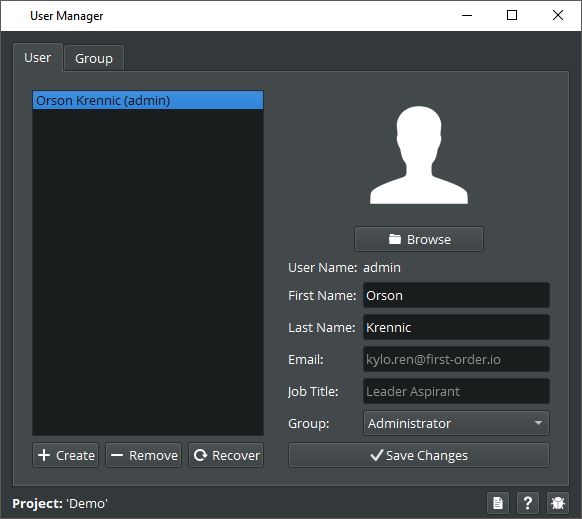 User Manager
User Group
Orson Krennic (admin)
Browse
User Name: admin
First Name: Orson
Last Name: Krennic
Email: kylo.ren@first-order.io
Job Title: Leader Aspirant
Group: Administrator
Create Remove Recover Save Changes
Project: 'Demo' ?